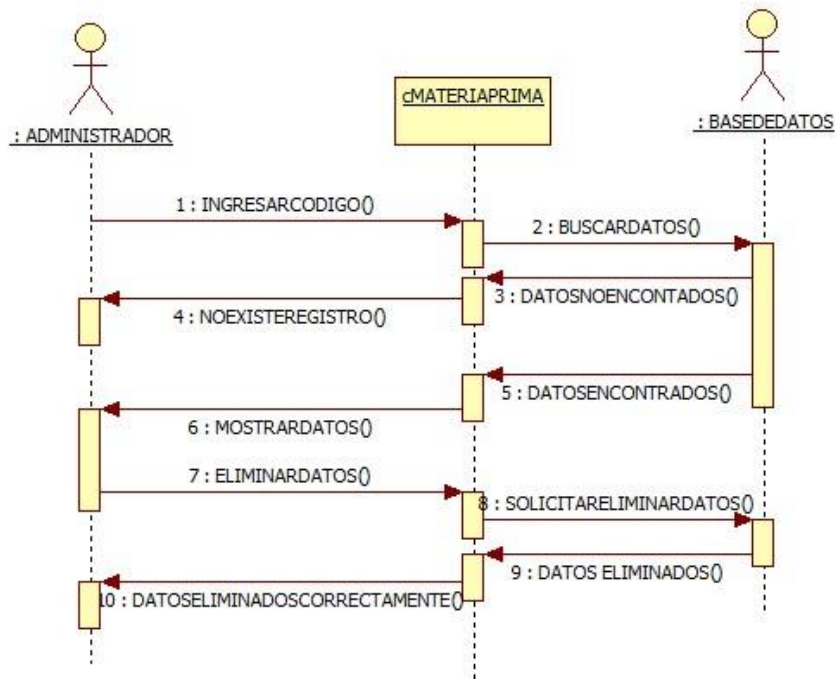 cMATERIAPRIMA
: ADMINISTRADOR
: BASEDEDATOS
1 : INGRESARCODIGO()
2 : BUSCARDATOS()
3 : DATOSNOENCONTADOS()
4 : NOEXISTEREGISTRO()
5 : DATOSENCONTRADOS()
6 : MOSTRARDATOS()
7 : ELIMINARDATOS()
8 : SOLICITARELIMINARDATOS()
9 : DATOS ELIMINADOS()
10 : DATOSELIMINADOSCORRECTAMENTE()